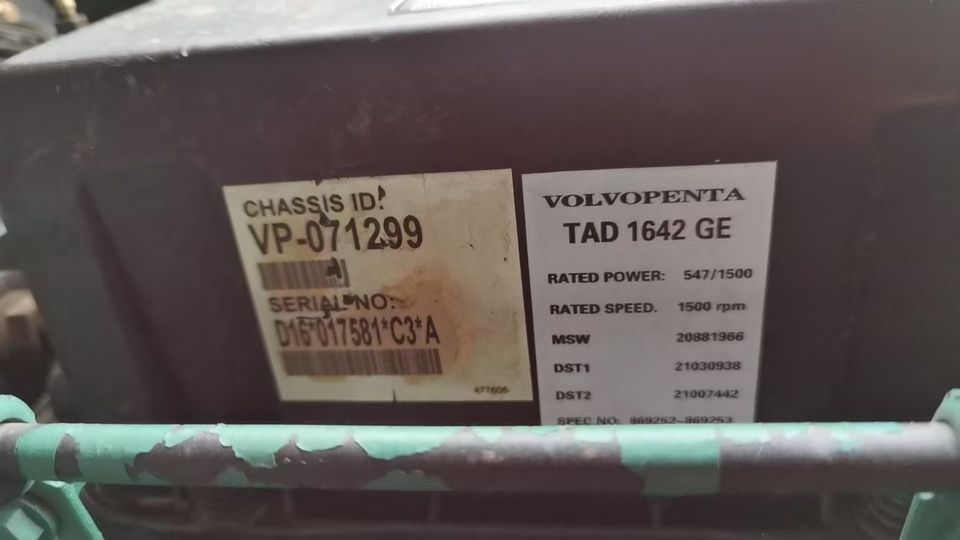 CHASSIS ID:
VP-071299
SERIAL NO:
D16*017581*C3*A
477606
VOLVOPENTA
TAD 1642 GE
RATED POWER: 547/1500
RATED SPEED. 1500 rpm
MSW 20881966
DST1 21030938
DST2 21007442
SPEC NO: 869252-869253